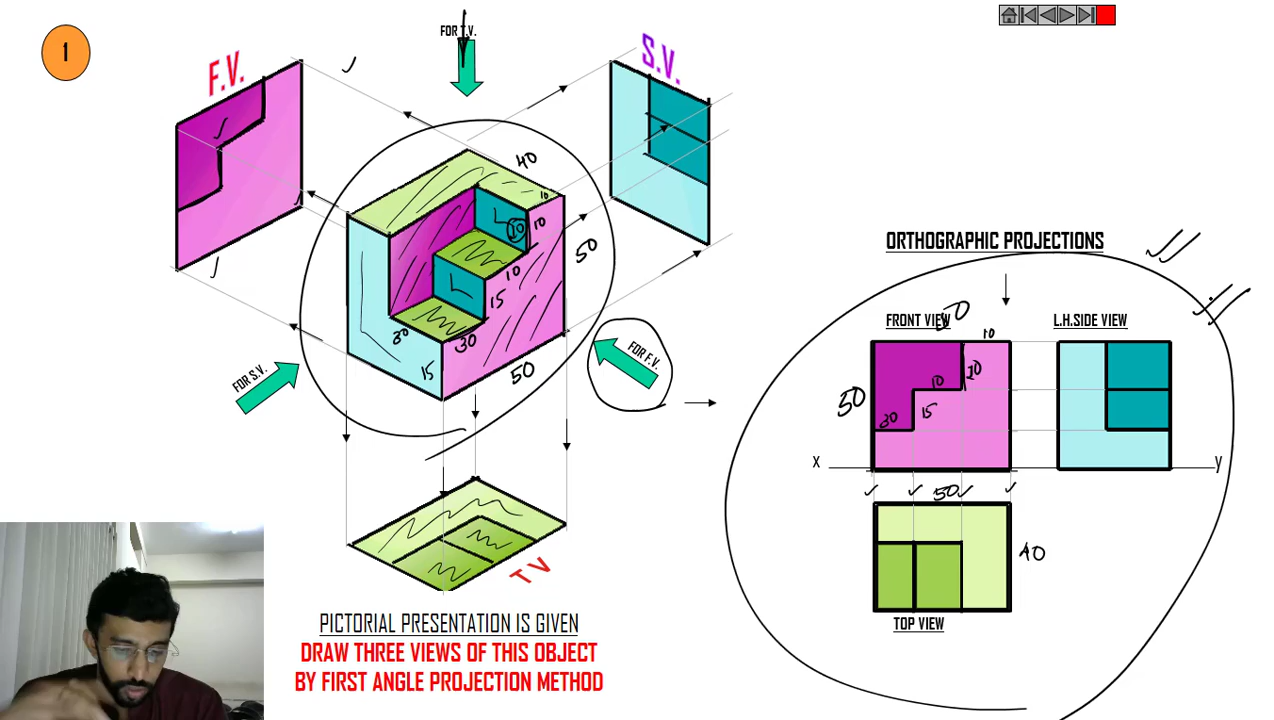 1
F.V.
FOR T.V.
S.V.
40
10
10
10
50
10
15
30
30
15
50
FOR S.V.
FOR F.V.
T V
PICTORIAL PRESENTATION IS GIVEN
DRAW THREE VIEWS OF THIS OBJECT
BY FIRST ANGLE PROJECTION METHOD
ORTHOGRAPHIC PROJECTIONS
FRONT VIEW
L.H.SIDE VIEW
10
50
10
15
X
Y
50
40
TOP VIEW